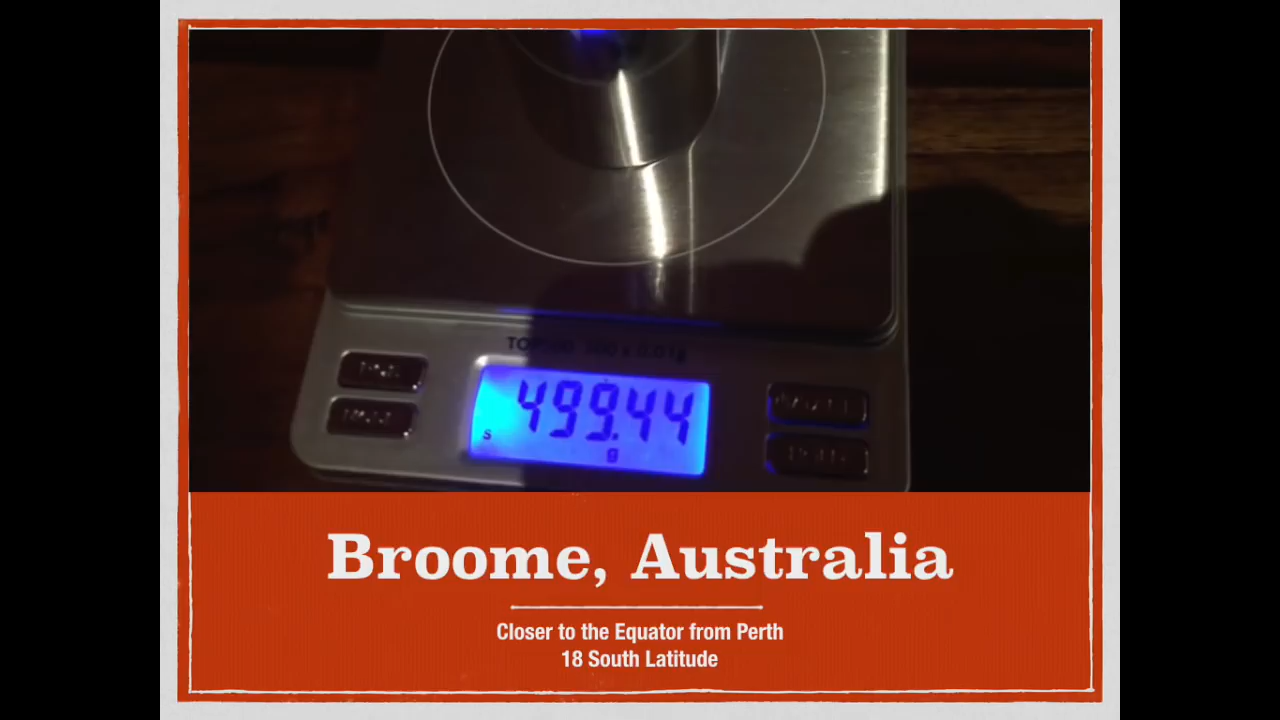 499.44
s
g
Broome, Australia
Closer to the Equator from Perth
18 South Latitude